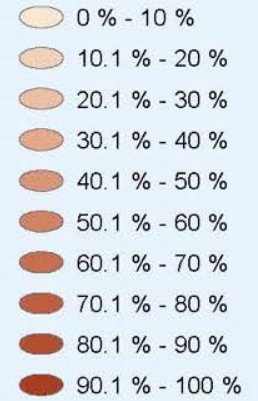 0 % - 10 %
10.1 % - 20 %
20.1 % - 30 %
30.1 % - 40 %
40.1 % - 50 %
50.1 % - 60 %
60.1 % - 70 %
70.1 % - 80 %
80.1 % - 90 %
90.1 % - 100 %